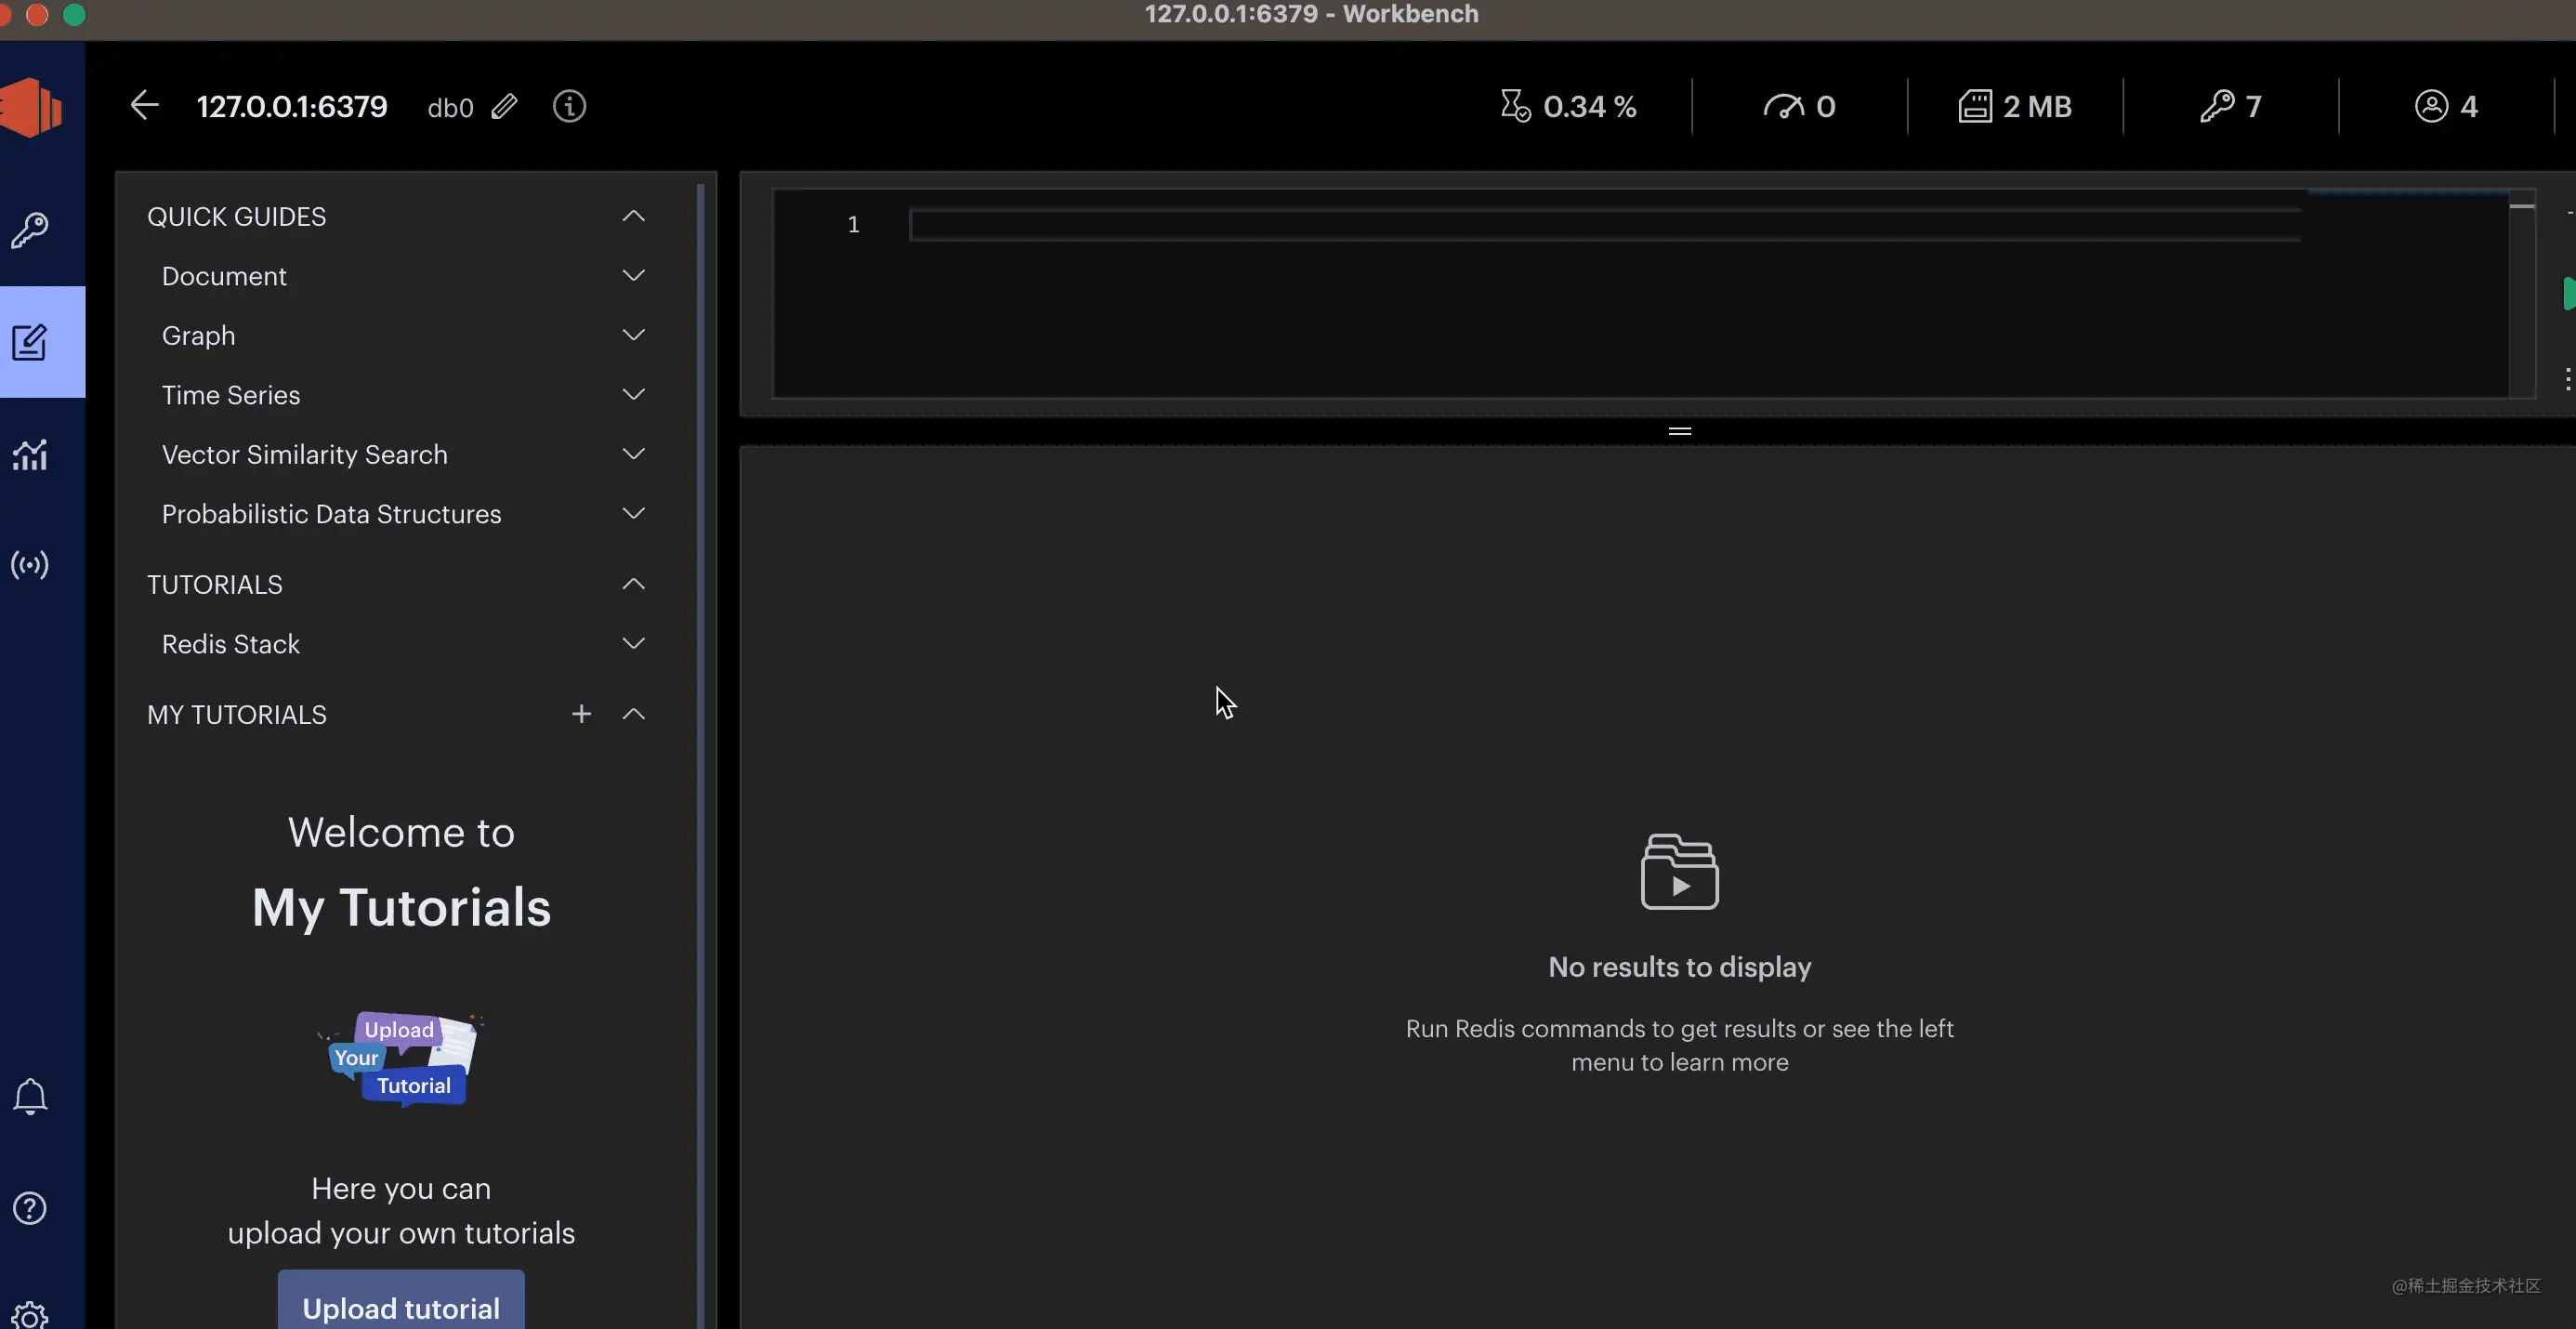 127.0.0.1:6379 - Workbench
127.0.0.1:6379 db0 0.34 % 0 2 MB 7 4
QUICK GUIDES
Document
Graph
Time Series
Vector Similarity Search
Probabilistic Data Structures
TUTORIALS
Redis Stack
MY TUTORIALS
Welcome to
My Tutorials
Upload
Your
Tutorial
Here you can
upload your own tutorials
Upload tutorial
1
No results to display
Run Redis commands to get results or see the left
menu to learn more
@稀土掘金技术社区